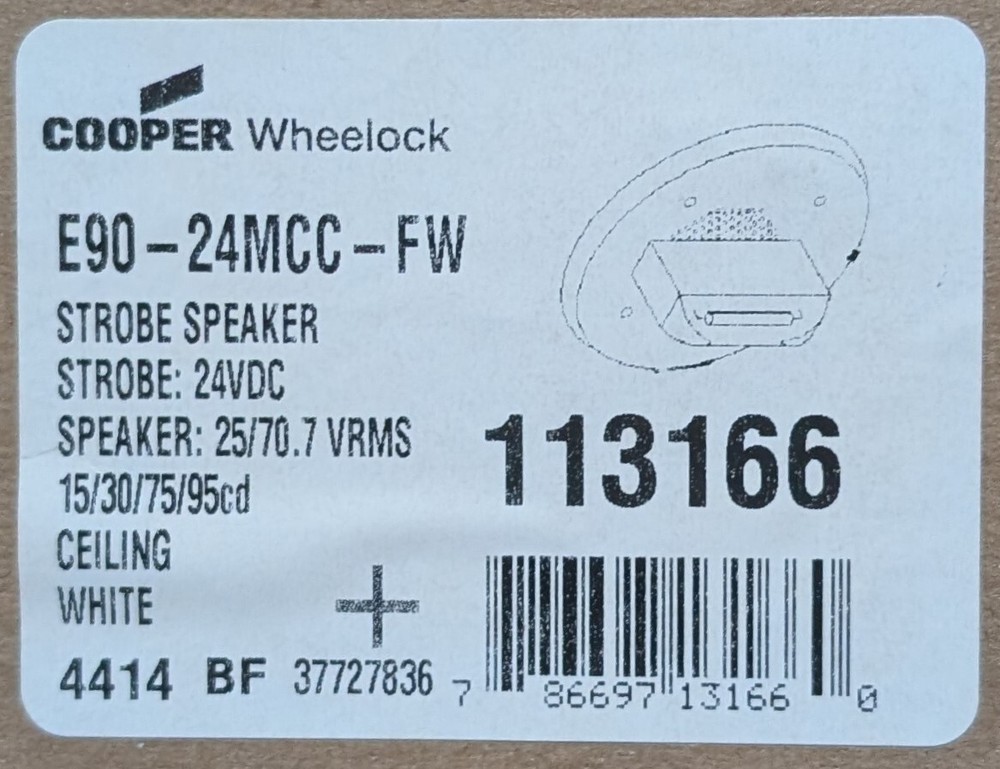 COOPER Wheelock
E90-24MCC-FW
STROBE SPEAKER
STROBE: 24VDC
SPEAKER: 25/70.7 VRMS
15/30/75/95cd
CEILING
WHITE
113166
4414 BF 37727836
7 86697 13166 0